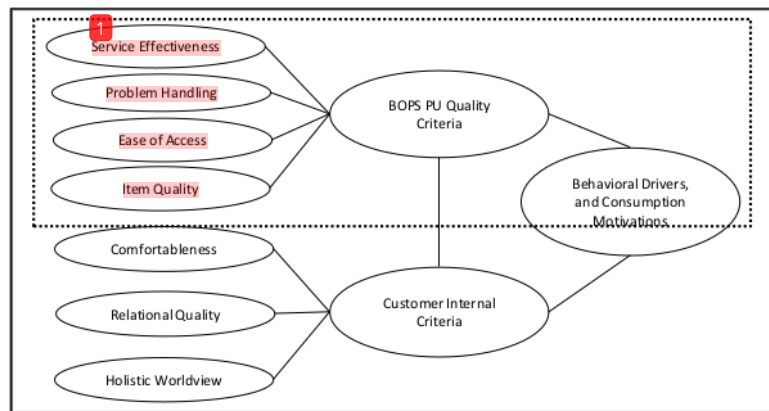 1
Service Effectiveness
Problem Handling
Ease of Access
Item Quality
BOPS PU Quality
Criteria
Behavioral Drivers,
and Consumption
Motivations
Comfortableness
Relational Quality
Holistic Worldview
Customer Internal
Criteria